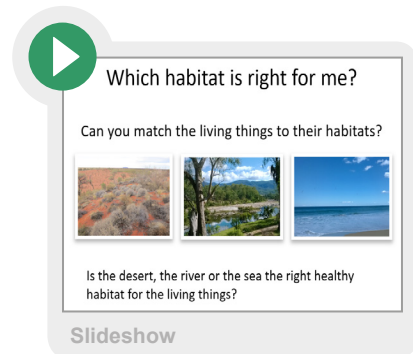 Which habitat is right for me?
Can you match the living things to their habitats?
Is the desert, the river or the sea the right healthy
habitat for the living things?
Slideshow